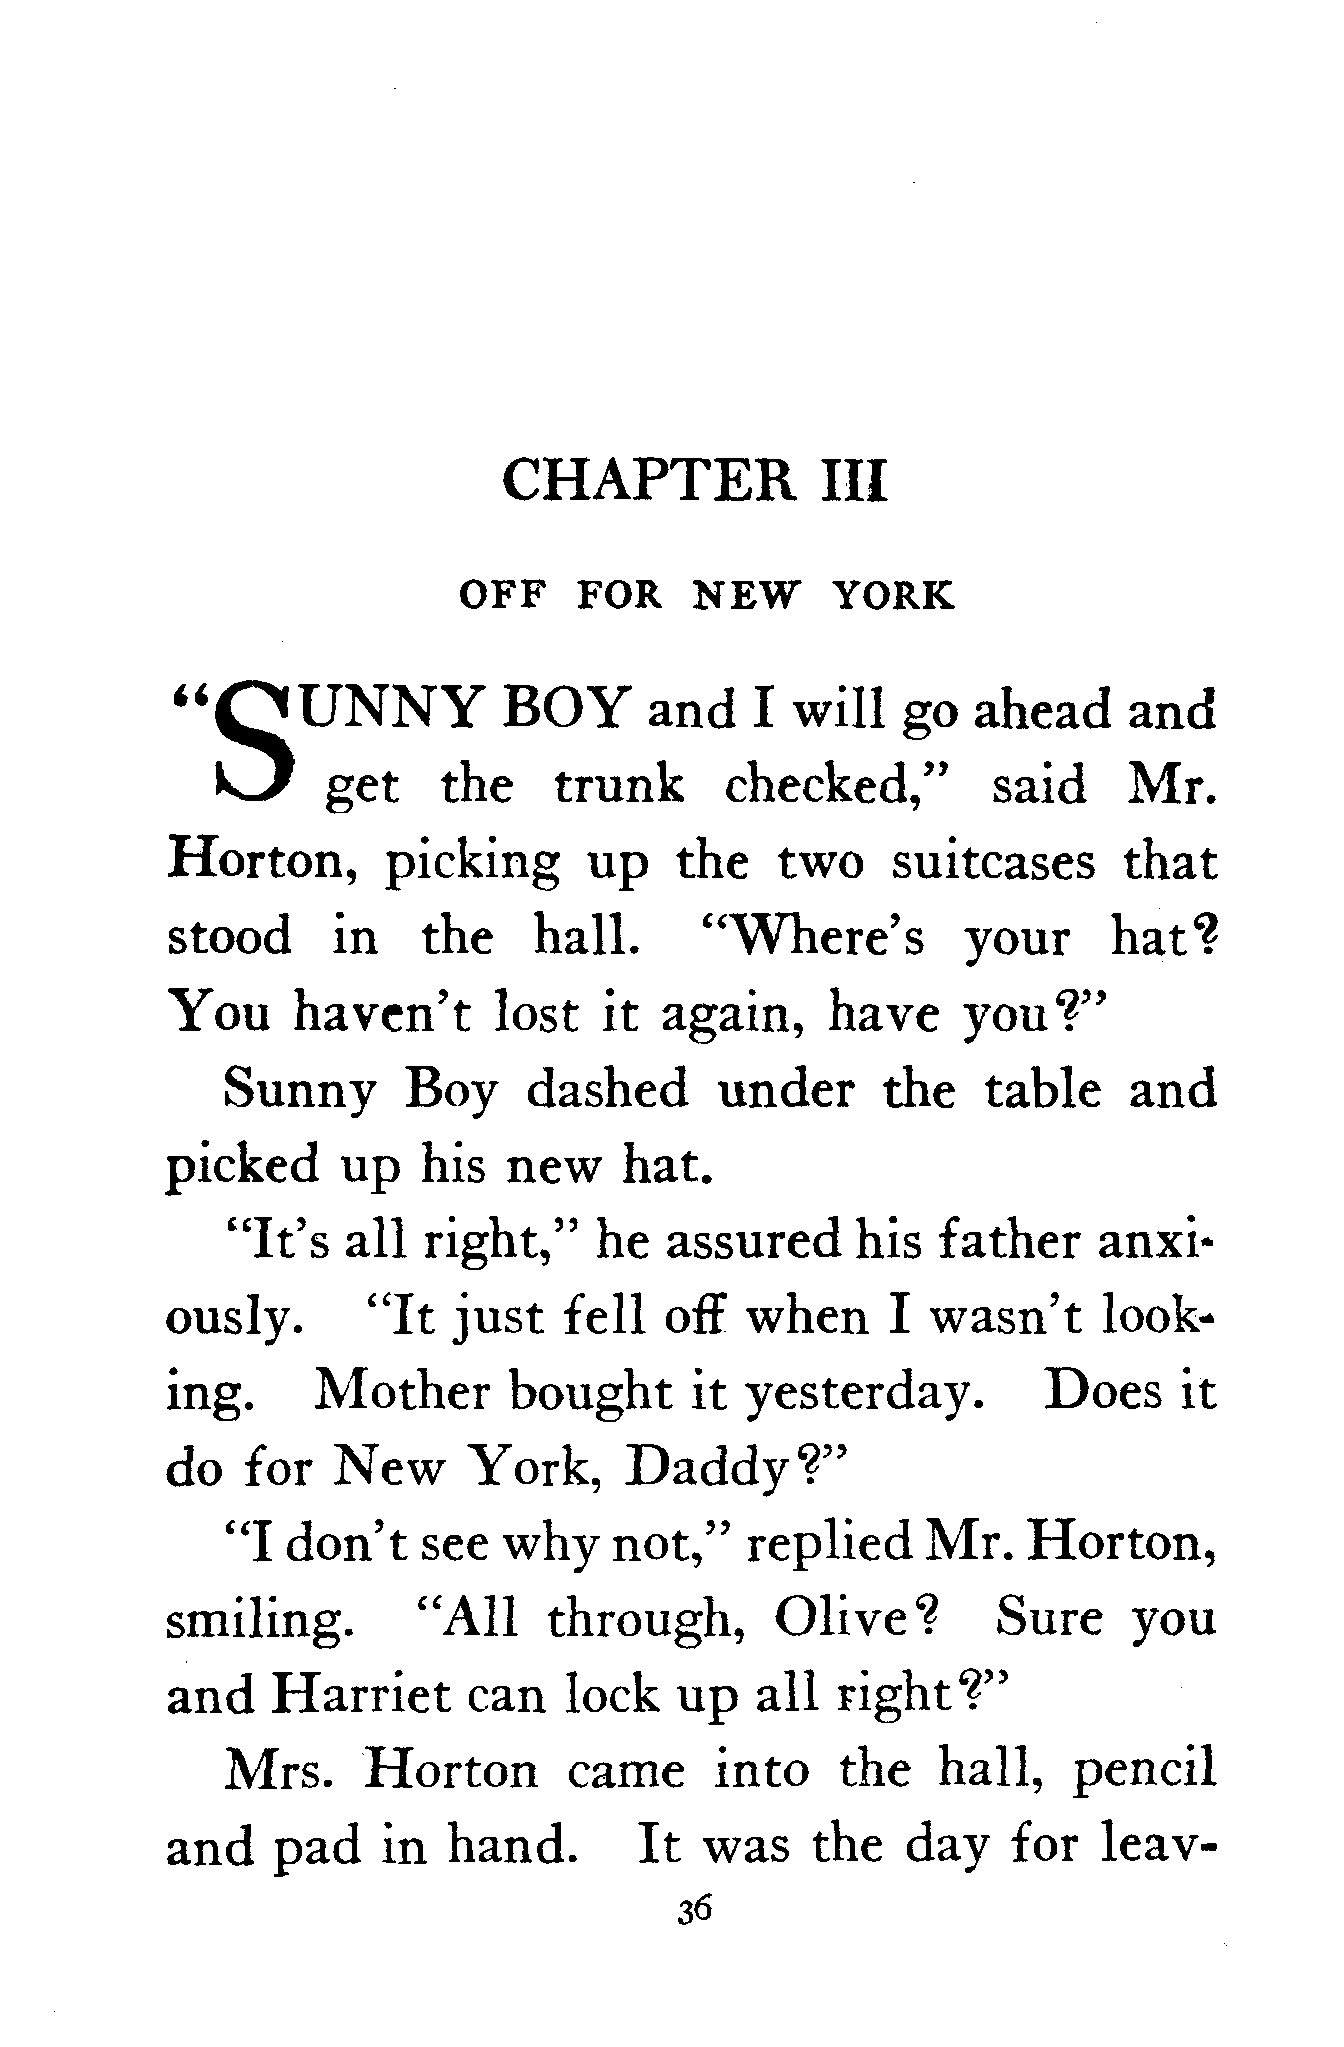 CHAPTER III
OFF FOR NEW YORK
“SUNNY BOY and I will go ahead and
get the trunk checked,” said Mr.
Horton, picking up the two suitcases that
stood in the hall. “Where’s your hat?
You haven’t lost it again, have you?”
Sunny Boy dashed under the table and
picked up his new hat.
“It’s all right,” he assured his father anxi-
ously. “It just fell off when I wasn’t look-
ing. Mother bought it yesterday. Does it
do for New York, Daddy?”
“I don’t see why not,” replied Mr. Horton,
smiling. “All through, Olive? Sure you
and Harriet can lock up all right?”
Mrs. Horton came into the hall, pencil
and pad in hand. It was the day for leav-
36